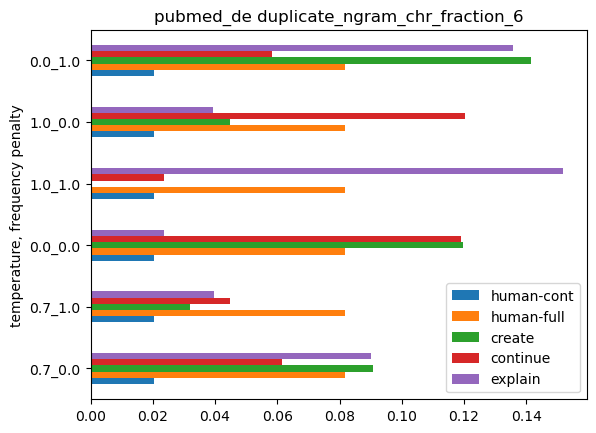 pubmed_de duplicate_ngram_chr_fraction_6
temperature, frequency penalty
0.0_1.0
1.0_0.0
1.0_1.0
0.0_0.0
0.7_1.0
0.7_0.0
human-cont
human-full
create
continue
explain
0.00 0.02 0.04 0.06 0.08 0.10 0.12 0.14